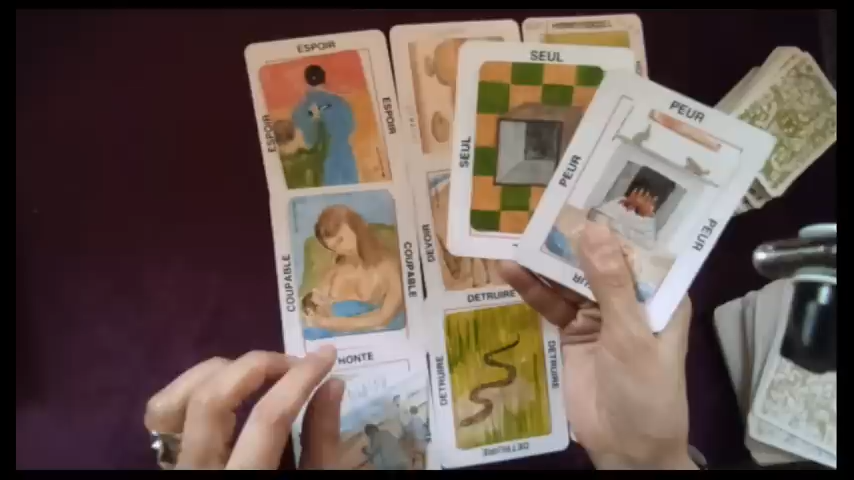 ESPOIR
ESPOIR
ESPOIR
COUPABLE
COUPABLE
HONTE
DEVOIR
DETRUIRE
DETRUIRE
DETRUIRE
DETRUIRE
SEUL
SEUL
PEUR
PEUR
PEUR